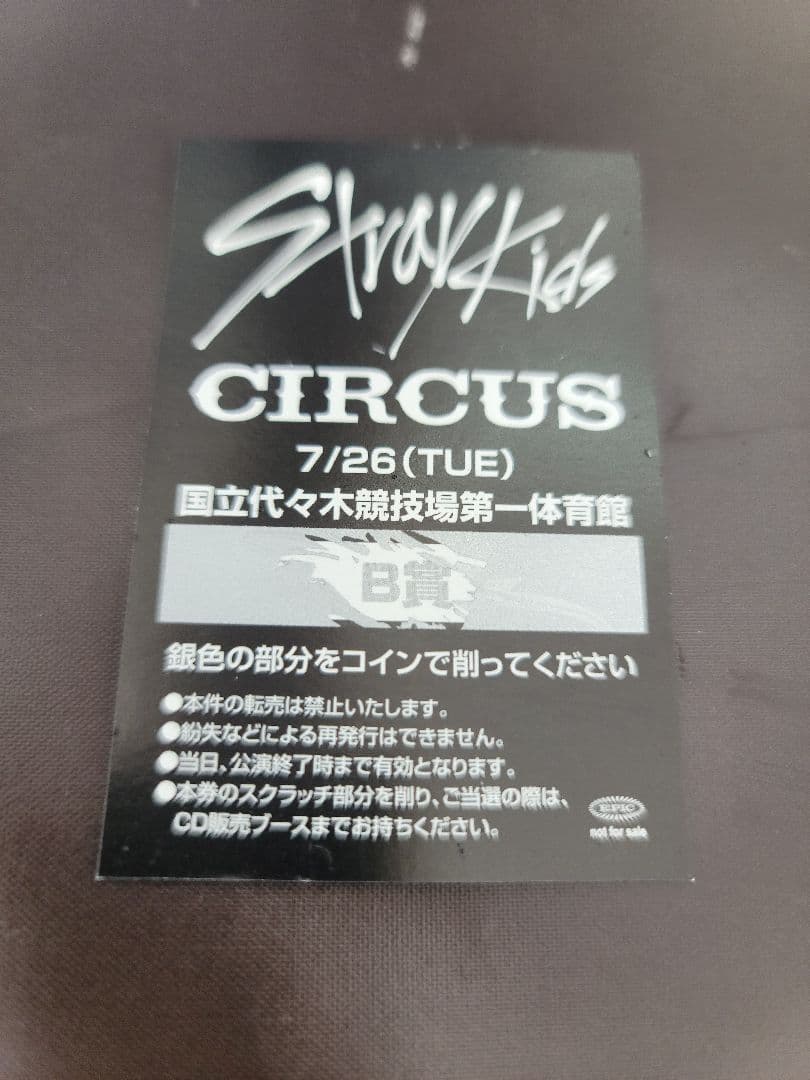 Stray Kids
CIRCUS
7/26(TUE)
国立代々木競技場第一体育館
B賞
銀色の部分をコインで削ってください
●本件の転売は禁止いたします。
●紛失などによる再発行はできません。
●当日、公演終了時まで有効となります。
●本券のスクラッチ部分を削り、ご当選の際は、
CD販売ブースまでお持ちください。
EPIC
not for sale